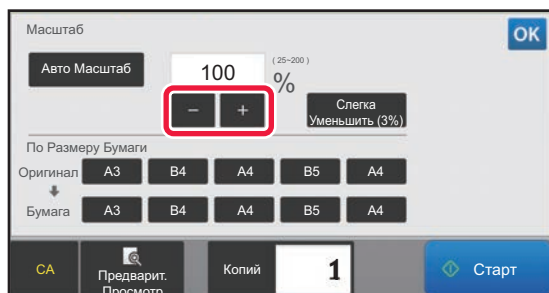 Масштаб
OK
Авто Масштаб
100
(25~200)
%
− +
Слегка
Уменьшить (3%)
По Размеру Бумаги
Оригинал A3 B4 A4 B5 A4
Бумага A3 B4 A4 B5 A4
CA
Предварит.
Просмотр
Копий
1
Старт